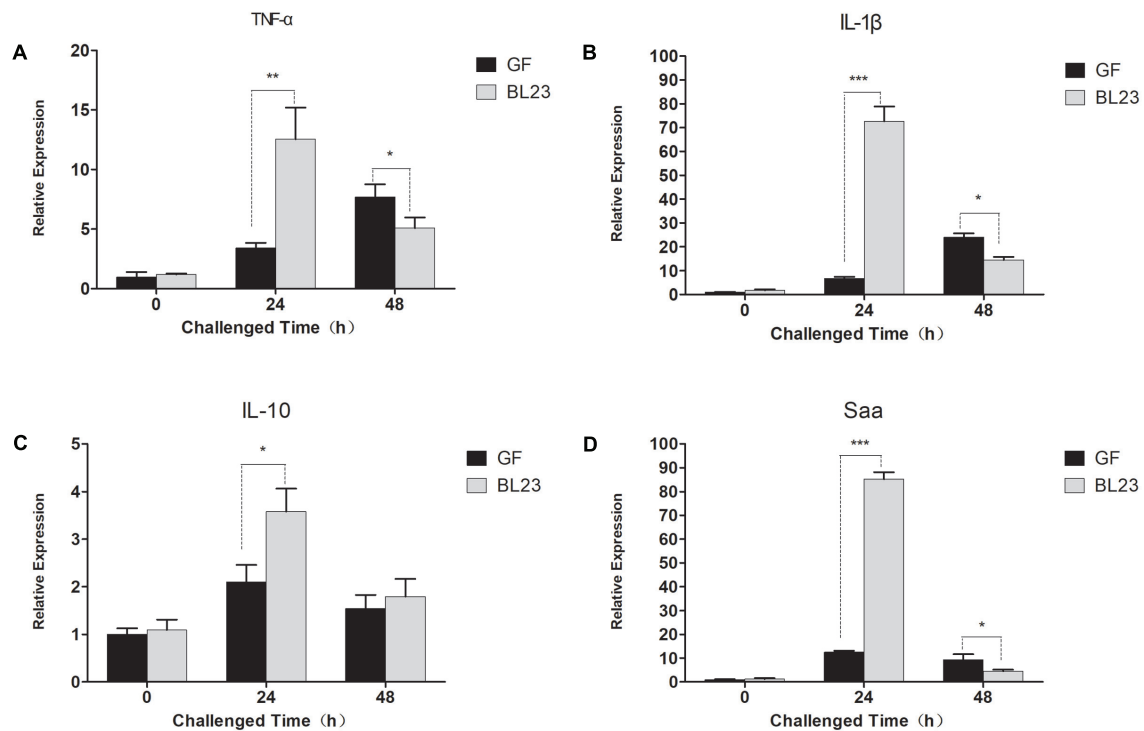 TNF-α
A
20
15
10
5
0
Relative Expression
**
*
GF
BL23
0 24 48
Challenged Time（h）
IL-1β
B
100
90
80
70
60
50
40
30
20
10
0
Relative Expression
***
*
GF
BL23
0 24 48
Challenged Time（h）
IL-10
C
5
4
3
2
1
0
Relative Expression
*
GF
BL23
0 24 48
Challenged Time（h）
Saa
D
100
90
80
70
60
50
40
30
20
10
0
Relative Expression
***
*
GF
BL23
0 24 48
Challenged Time（h）